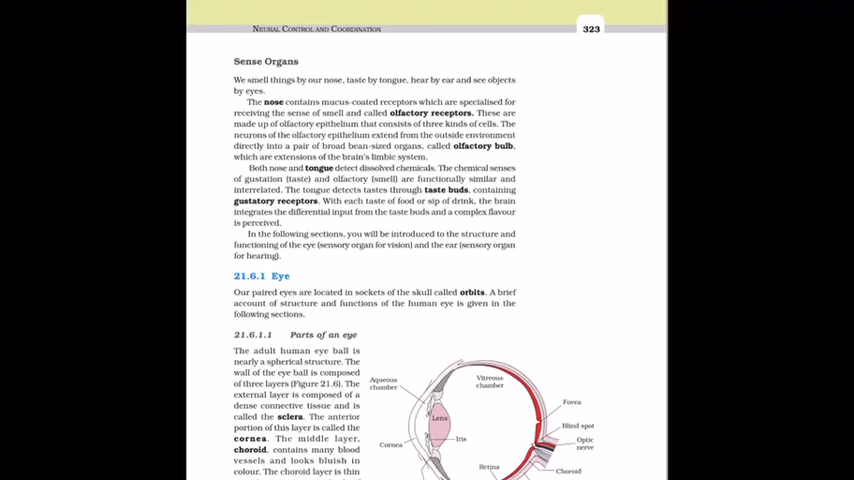 NEURAL CONTROL AND COORDINATION
323
Sense Organs
We smell things by our nose, taste by tongue, hear by ear and see objects
by eyes.
The nose contains mucus-coated receptors which are specialised for
receiving the sense of smell and called olfactory receptors. These are
made up of olfactory epithelium that consists of three kinds of cells. The
neurons of the olfactory epithelium extend from the outside environment
directly into a pair of broad bean-sized organs, called olfactory bulb,
which are extensions of the brain's limbic system.
Both nose and tongue detect dissolved chemicals. The chemical senses
of gustation (taste) and olfactory (smell) are functionally similar and
interrelated. The tongue detects tastes through taste buds, containing
gustatory receptors. With each taste of food or sip of drink, the brain
integrates the differential input from the taste buds and a complex flavour
is perceived.
In the following sections, you will be introduced to the structure and
functioning of the eye (sensory organ for vision) and the ear (sensory organ
for hearing).
21.6.1 Eye
Our paired eyes are located in sockets of the skull called orbits. A brief
account of structure and functions of the human eye is given in the
following sections.
21.6.1.1 Parts of an eye
The adult human eye ball is
nearly a spherical structure. The
wall of the eye ball is composed
of three layers (Figure 21.6). The
external layer is composed of a
dense connective tissue and is
called the sclera. The anterior
portion of this layer is called the
cornea. The middle layer,
choroid, contains many blood
vessels and looks bluish in
colour. The choroid layer is thin
Aqueous
chamber
Vitreous
chamber
Lens
Fovea
Blind spot
Optic
nerve
Iris
Cornea
Retina
Choroid